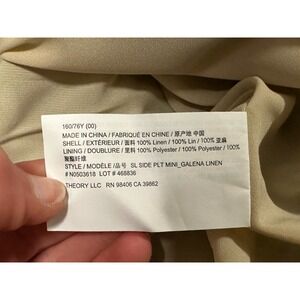 160/76Y (00)
MADE IN CHINA / FABRIQUÉ EN CHINE / 原产地 中国
SHELL / EXTÉRIEUR / 面料 100% Linen / 100% Lin / 100% 亚麻
LINING / DOUBLURE / 里料 100% Polyester / 100% Polyester / 100%
聚酯纤维
STYLE / MODÈLE /品号 SL SIDE PLT MINI_GALENA LINEN
# N0503618 LOT # 466836
THEORY LLC RN 98406 CA 39862